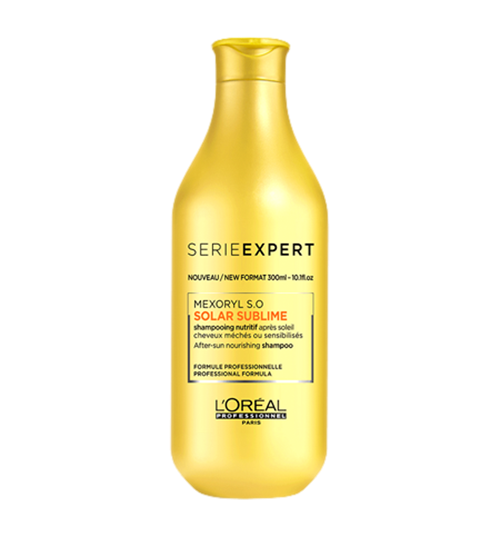 SERIEEXPERT
NOUVEAU / NEW FORMAT 300ml - 10.1fl.oz
MEXORYL S.O
SOLAR SUBLIME
shampooing nutritif après soleil
cheveux méchés ou sensibilisés
After-sun nourishing shampoo
FORMULE PROFESSIONNELLE
PROFESSIONAL FORMULA
L'ORÉAL
PROFESSIONNEL
PARIS